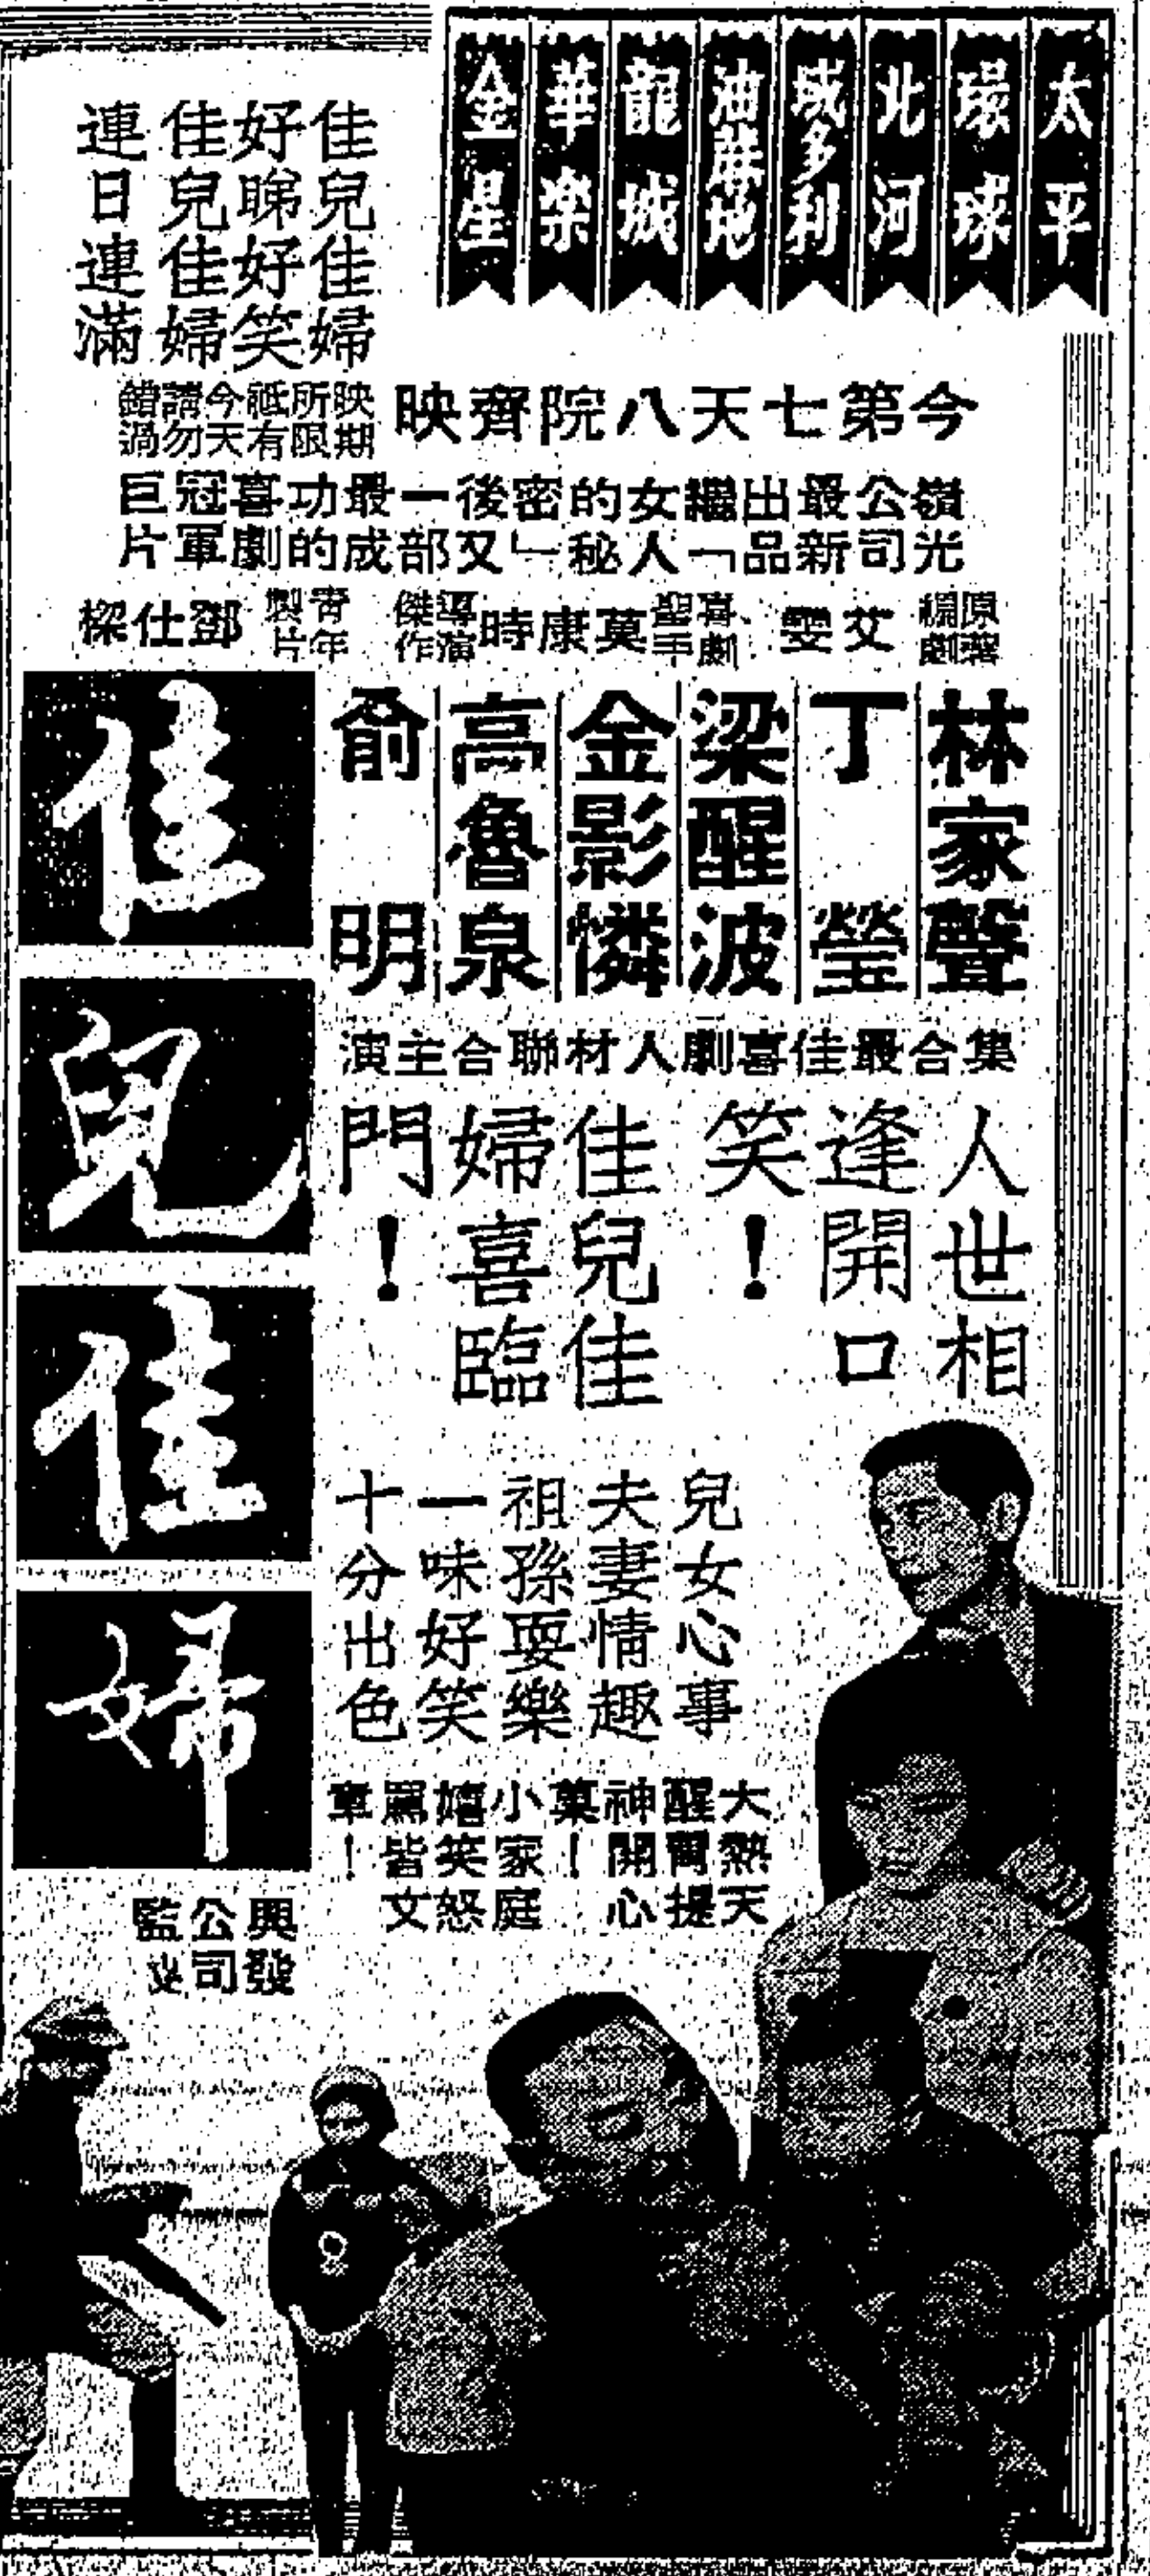 太平
環球
北河
域多利
油蔴地
龍城
華樂
金星
佳兒佳婦
好睇好笑
佳兒佳婦
連日連滿
今第七天八院齊映
映期所限祗有今天請勿錯過
嶺光公司最新出品繼「女人的秘密」後又一部最成功的喜劇冠軍巨片
原著編劇
艾雯
喜劇聖手
莫康時
導演傑作
青年製片
鄧仕樑
林家聲
丁瑩
梁醒波
金影憐
高魯泉
俞明
集合最佳喜劇人材聯合主演
佳兒佳婦
人世相
逢開口
笑！
佳兒佳
婦喜臨
門！
兒女心事
夫妻情趣
祖孫耍樂
一味好笑
十分出色
大熱天
醒胃提
神開心
菓！
小家庭
嬉笑怒
罵皆文
章！
興發
公司
監